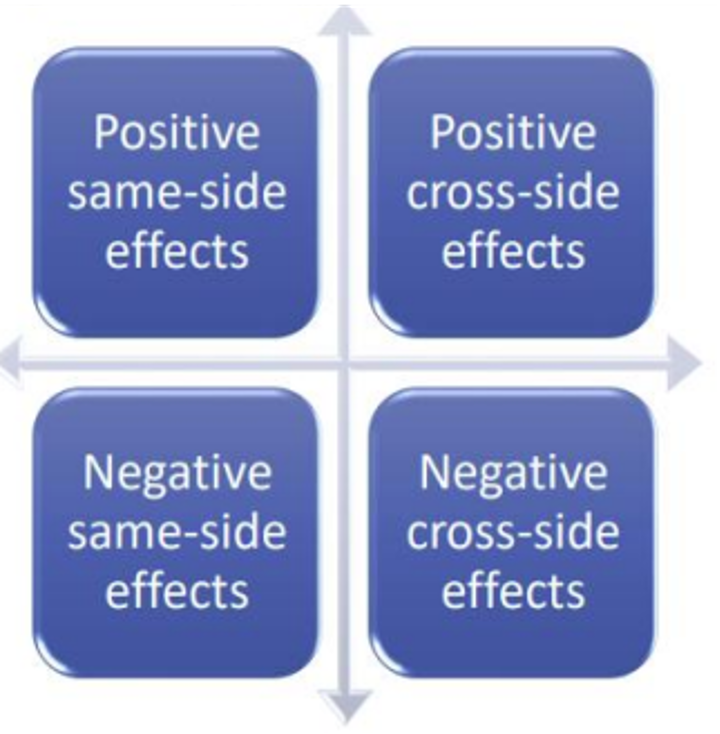 Positive
same-side
effects
Positive
cross-side
effects
Negative
same-side
effects
Negative
cross-side
effects